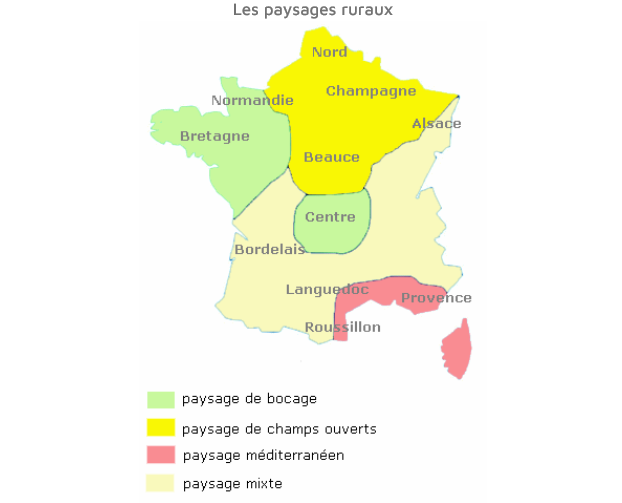 Les paysages ruraux
Nord
Champagne
Normandie
Alsace
Bretagne
Beauce
Centre
Bordelais
Languedoc
Provence
Roussillon
paysage de bocage
paysage de champs ouverts
paysage méditerranéen
paysage mixte